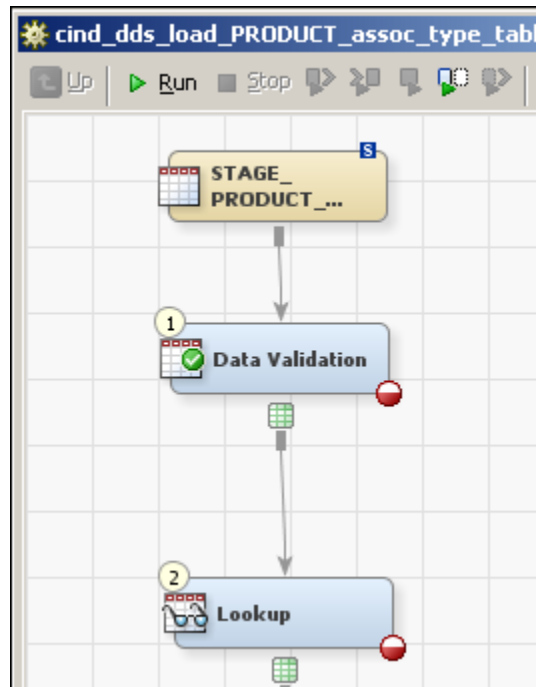 cind_dds_load_PRODUCT_assoc_type_tabl
Up Run Stop
S
STAGE_
PRODUCT_...
1
Data Validation
2
Lookup